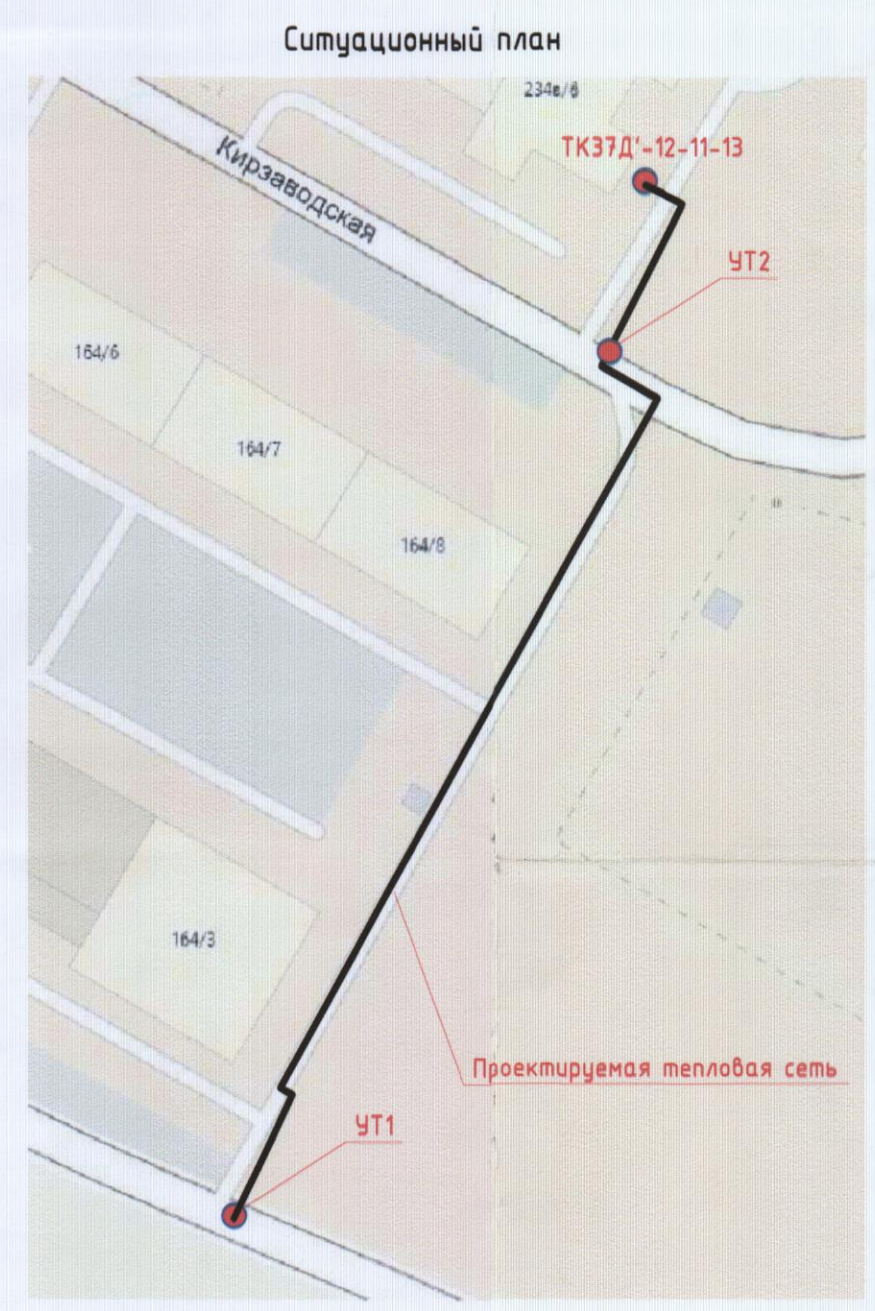 Ситуационный план
234в/6
ТК37Д'-12-11-13
Кирзаводская
УТ2
164/6
164/7
164/8
164/3
Проектируемая тепловая сеть
УТ1